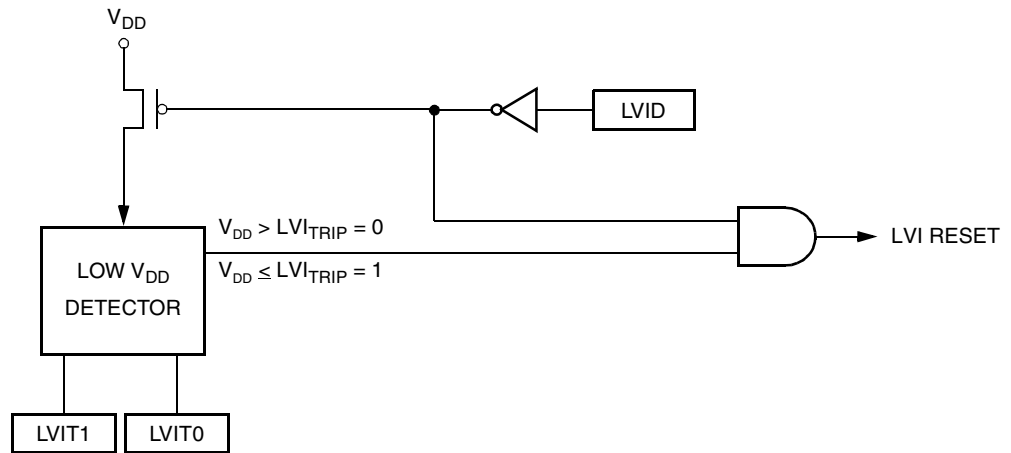 VDD
LVID
VDD > LVITRIP = 0
LVI RESET
VDD ≤ LVITRIP = 1
LOW VDD
DETECTOR
LVIT1
LVIT0